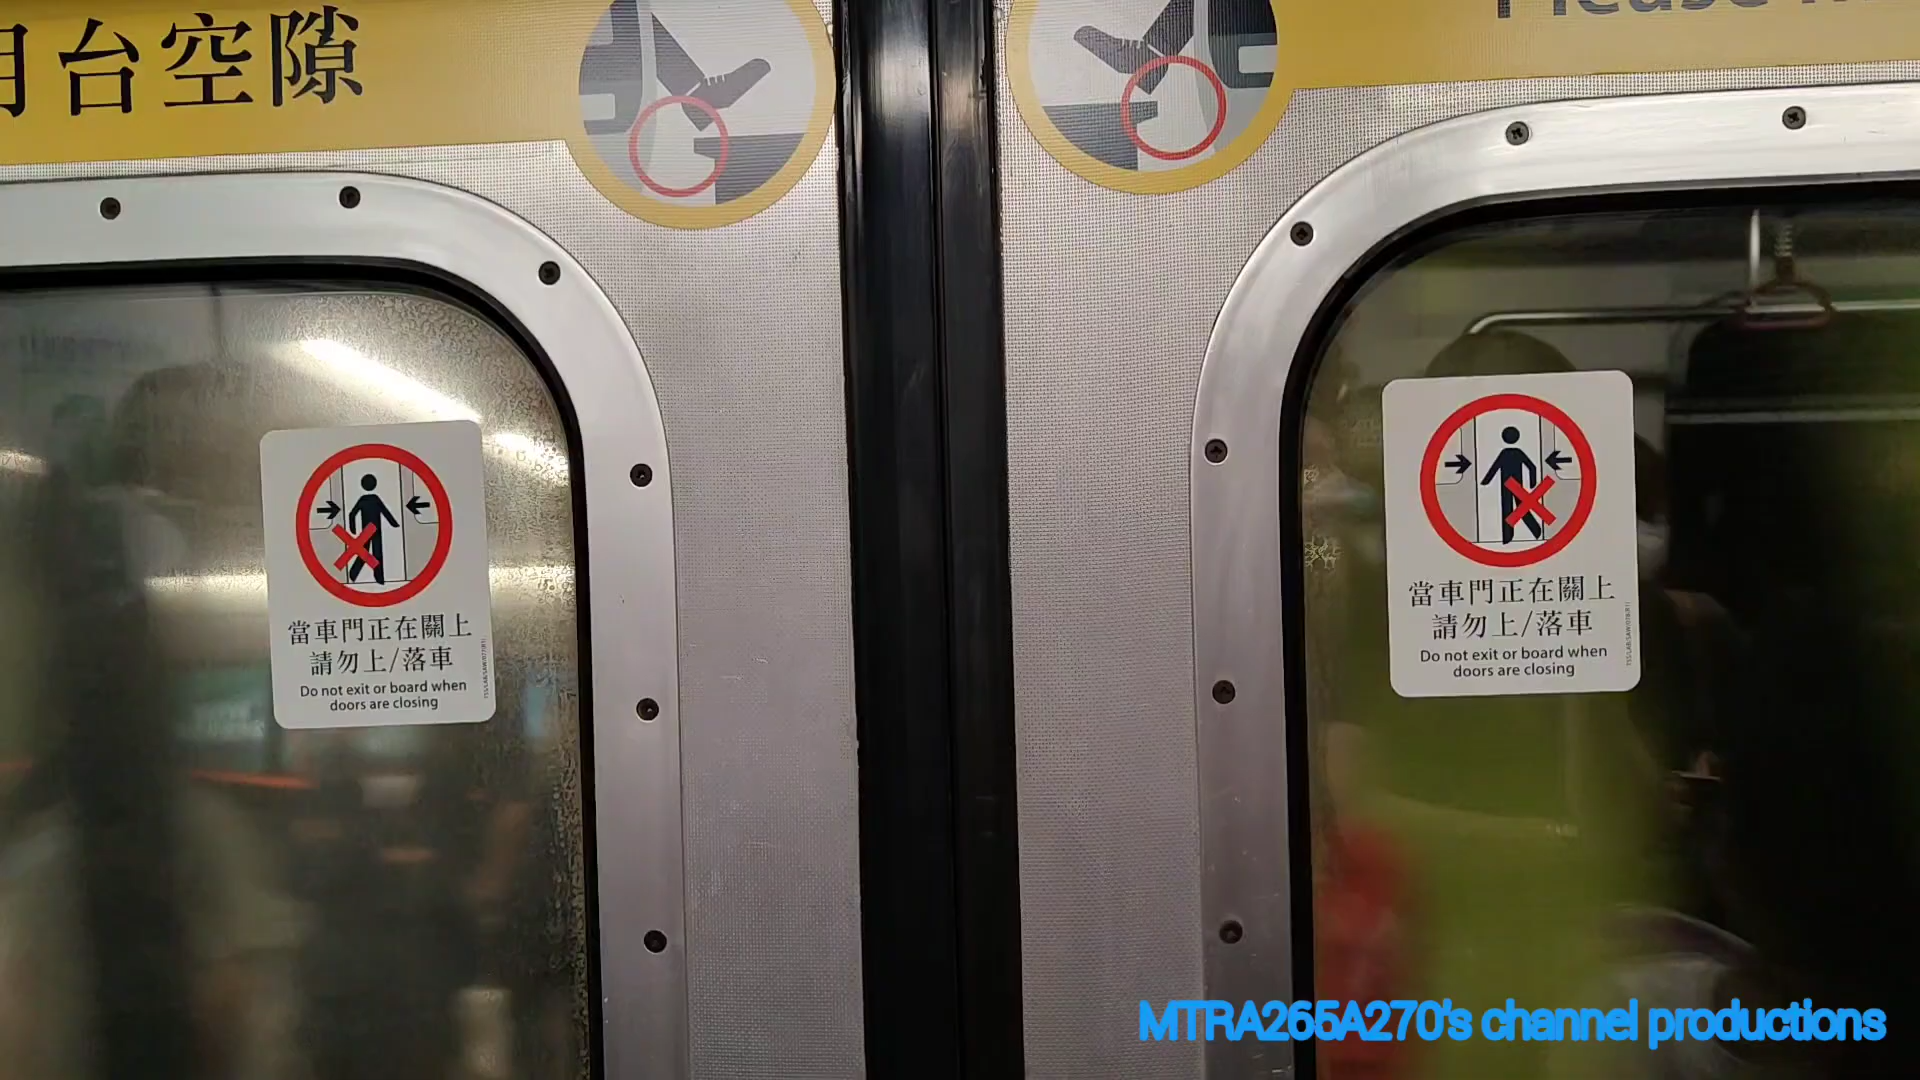 月台空隙
Please
當車門正在關上
請勿上/落車
Do not exit or board when
doors are closing
當車門正在關上
請勿上/落車
Do not exit or board when
doors are closing
MTRA265A270's channel productions